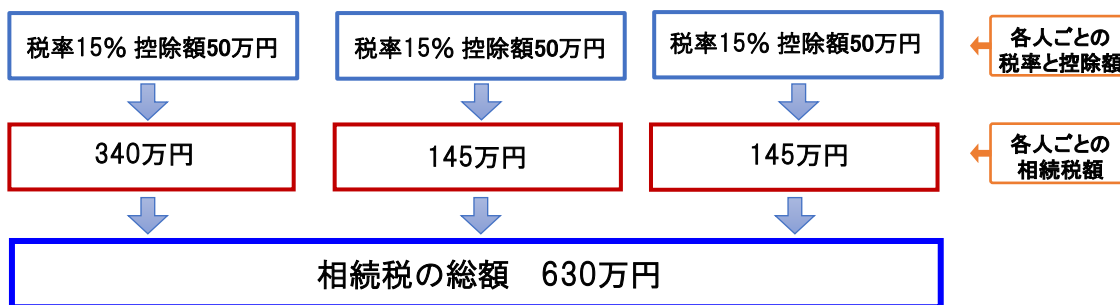 税率15% 控除額50万円
税率15% 控除額50万円
税率15% 控除額50万円
各人ごとの
税率と控除額
340万円
145万円
145万円
各人ごとの
相続税額
相続税の総額　630万円